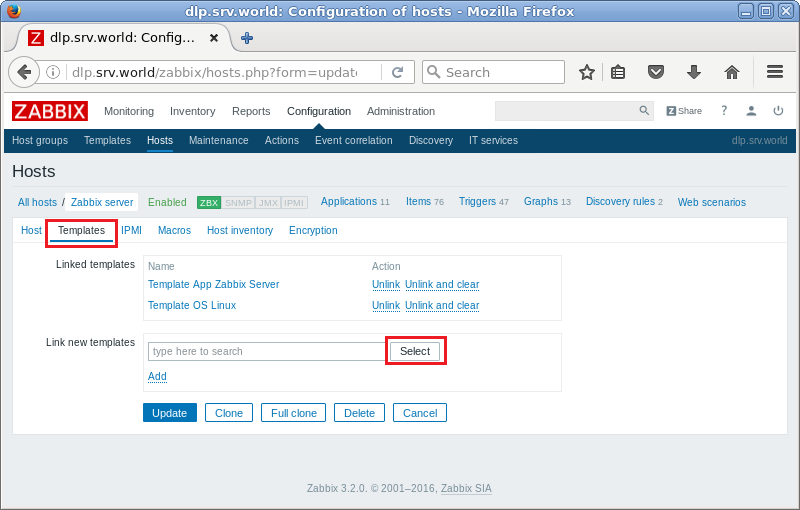 dlp.srv.world: Configuration of hosts - Mozilla Firefox
dlp.srv.world: Config...
dlp.srv.world/zabbix/hosts.php?form=update
Search
ZABBIX Monitoring Inventory Reports Configuration Administration Z Share ?
Host groups Templates Hosts Maintenance Actions Event correlation Discovery IT services dlp.srv.world
Hosts
All hosts / Zabbix server Enabled ZBX SNMP JMX IPMI Applications 11 Items 76 Triggers 47 Graphs 13 Discovery rules 2 Web scenarios
Host Templates IPMI Macros Host inventory Encryption
Linked templates Name Action
Template App Zabbix Server Unlink Unlink and clear
Template OS Linux Unlink Unlink and clear
Link new templates
type here to search Select
Add
Update Clone Full clone Delete Cancel
Zabbix 3.2.0. © 2001–2016, Zabbix SIA